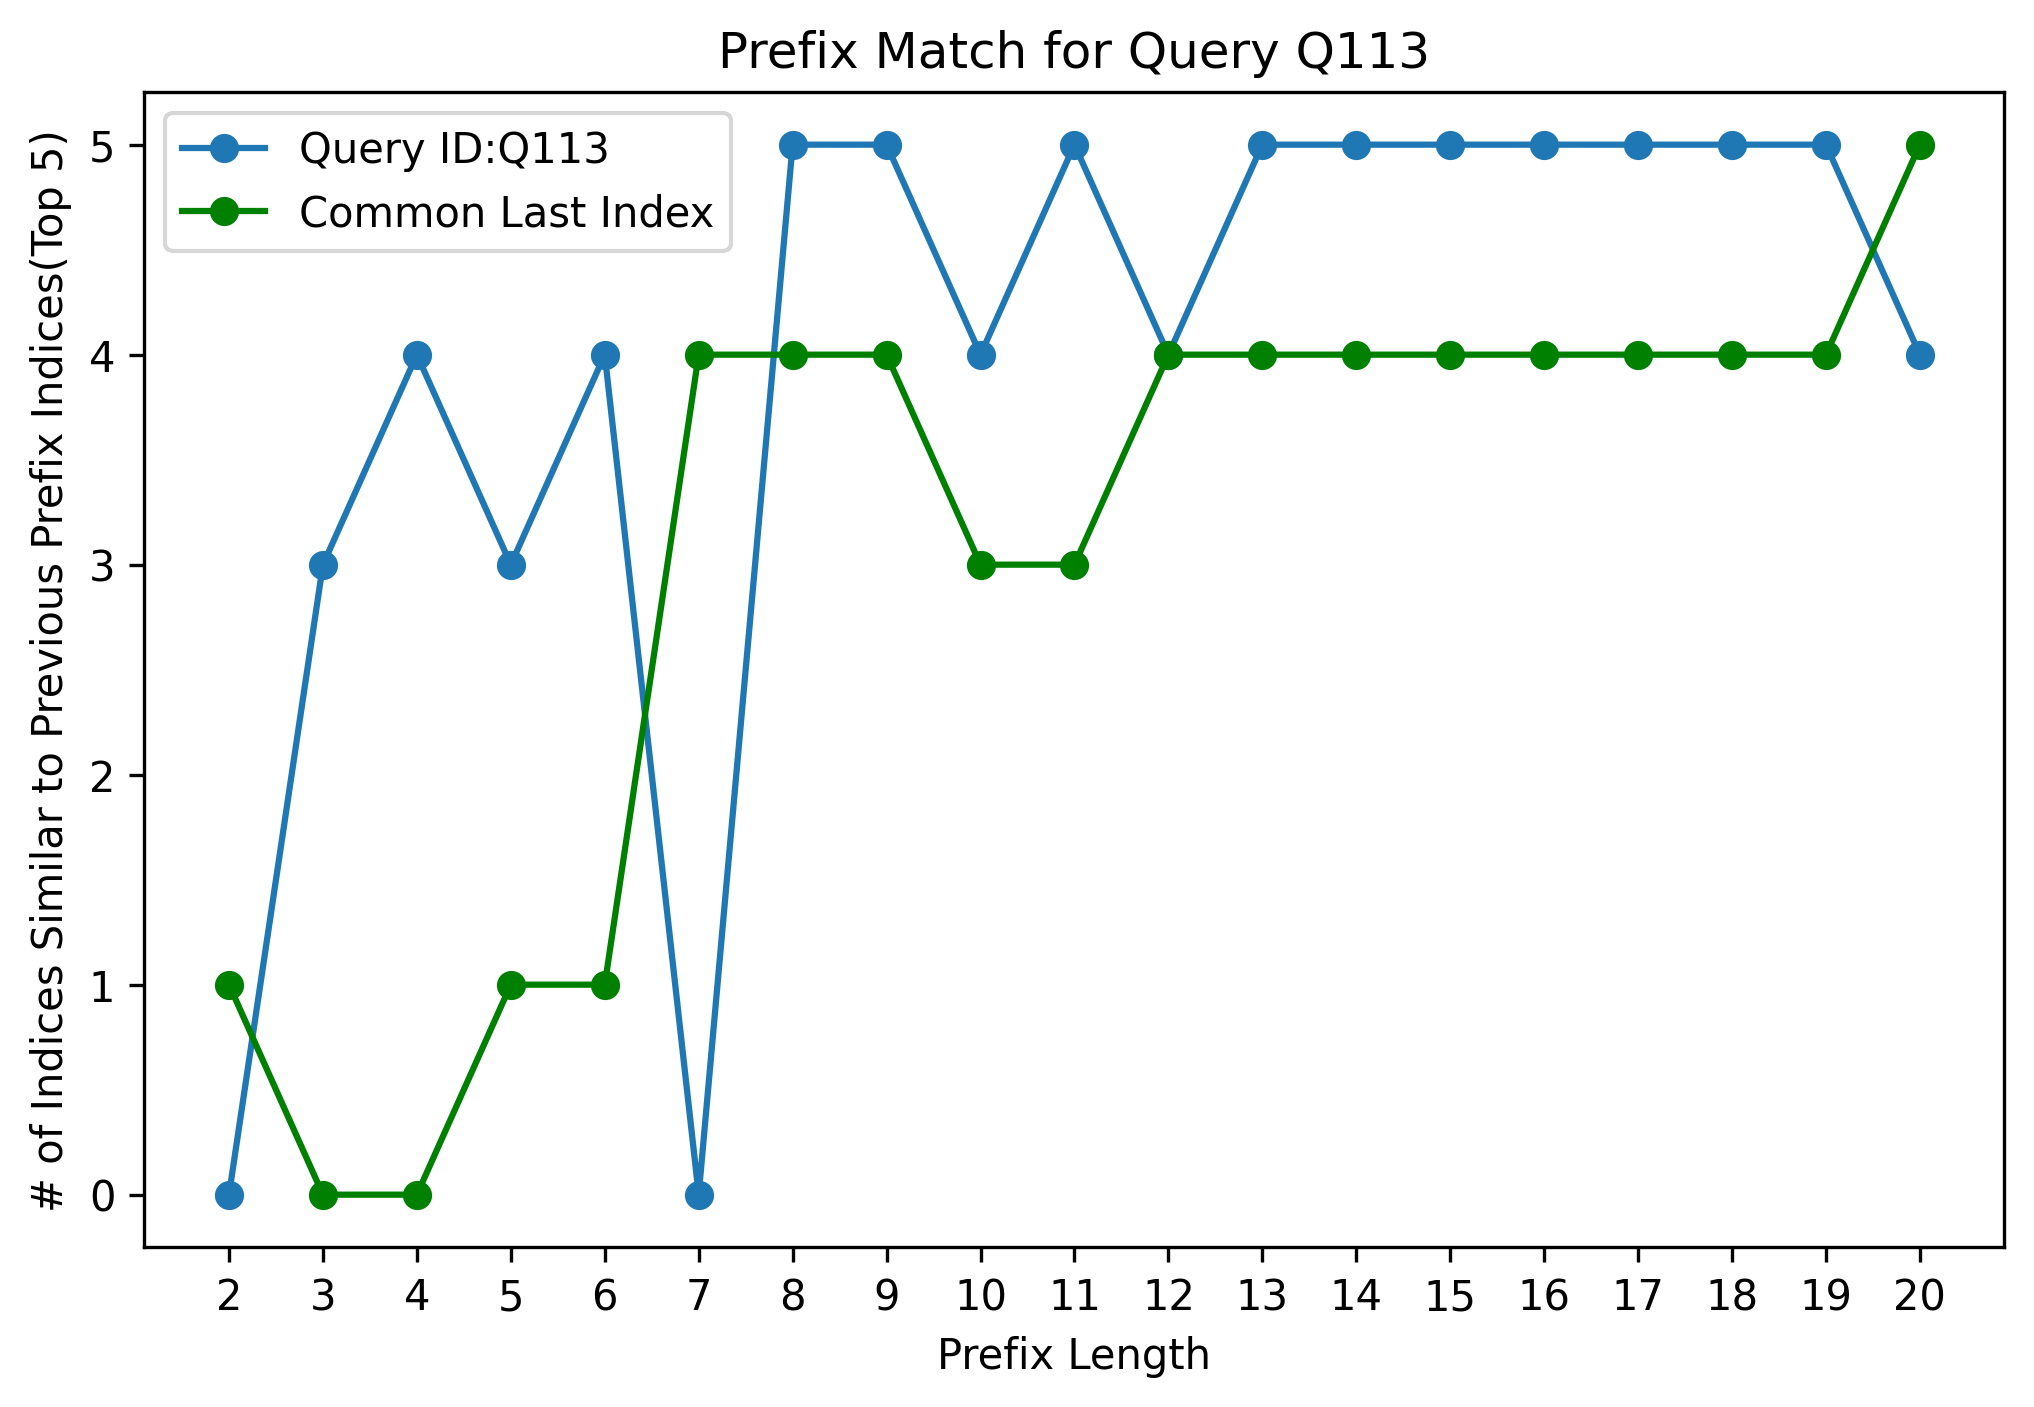 Prefix Match for Query Q113
Query ID:Q113
Common Last Index
# of Indices Similar to Previous Prefix Indices(Top 5)
5
4
3
2
1
0
2 3 4 5 6 7 8 9 10 11 12 13 14 15 16 17 18 19 20
Prefix Length